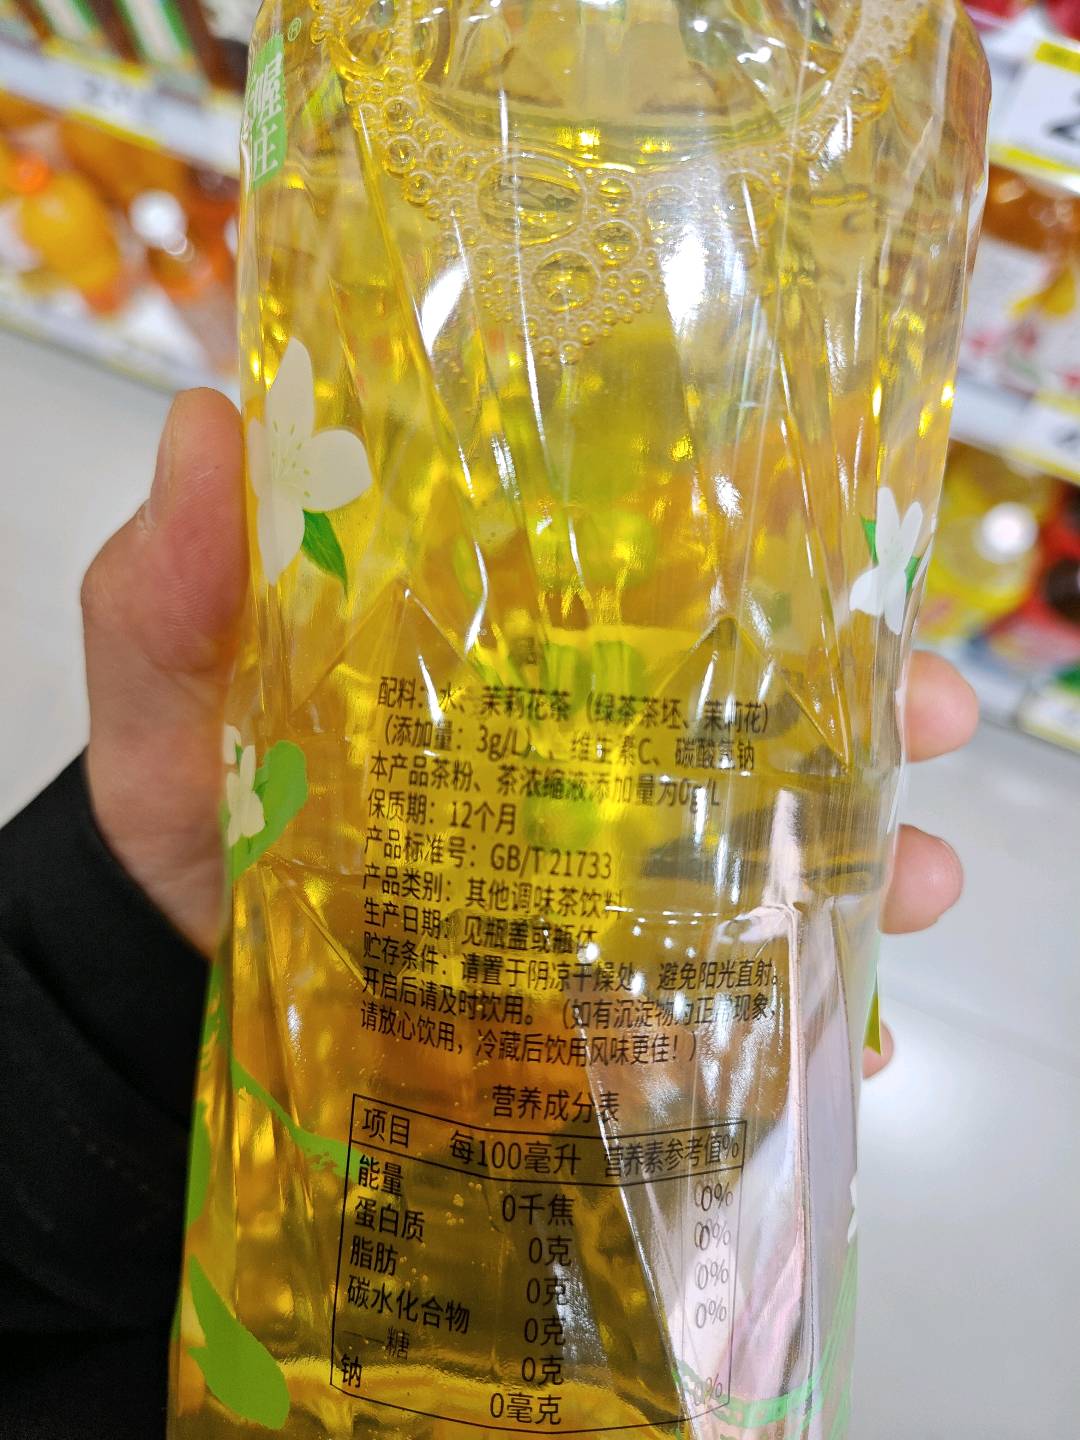 ®
喔
庄
配料：水、茉莉花茶（绿茶茶坯、茉莉花）
（添加量：3g/L）、维生素C、碳酸氢钠
本产品茶粉、茶浓缩液添加量为0g/L
保质期：12个月
产品标准号：GB/T 21733
产品类别：其他调味茶饮料
生产日期：见瓶盖或瓶体
贮存条件：请置于阴凉干燥处，避免阳光直射。
开启后请及时饮用。（如有沉淀物为正常现象，
请放心饮用，冷藏后饮用风味更佳！）
营养成分表
项目 每100毫升 营养素参考值%
能量 0千焦 0%
蛋白质 0克 0%
脂肪 0克 0%
碳水化合物 0克 0%
——糖 0克
钠 0毫克 0%